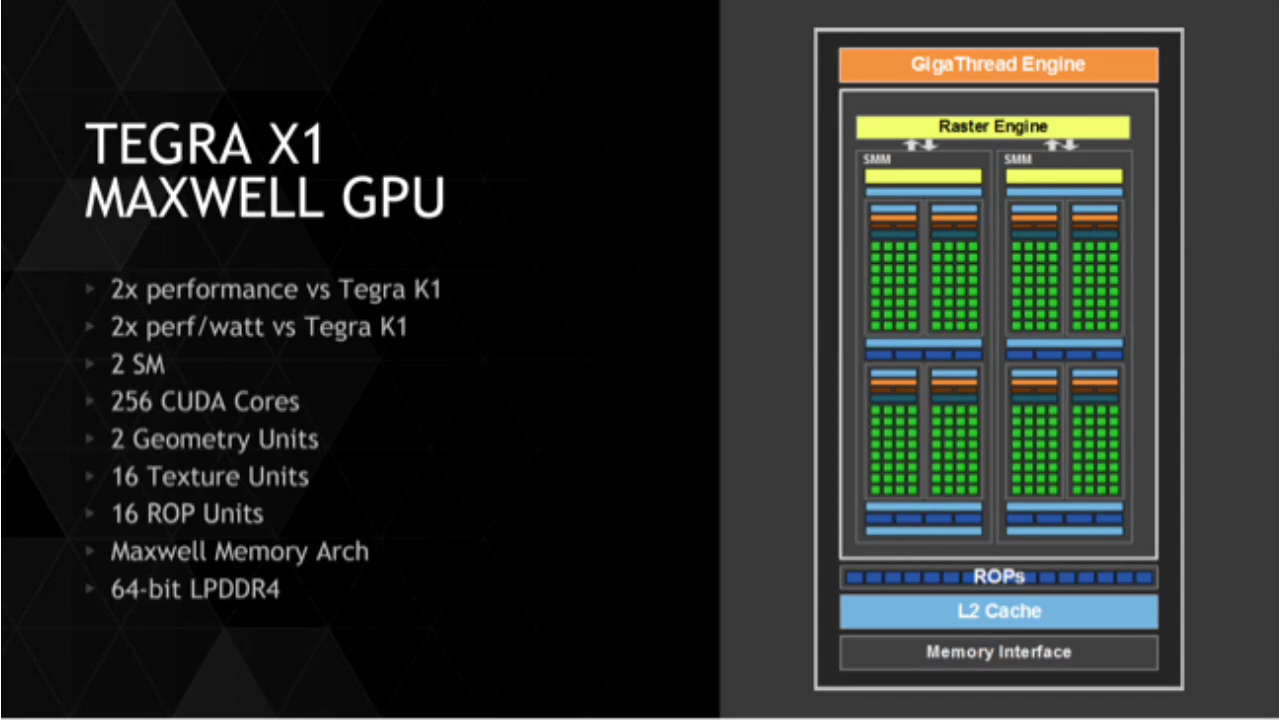 TEGRA X1
MAXWELL GPU
2x performance vs Tegra K1
2x perf/watt vs Tegra K1
2 SM
256 CUDA Cores
2 Geometry Units
16 Texture Units
16 ROP Units
Maxwell Memory Arch
64-bit LPDDR4
GigaThread Engine
Raster Engine
SMM
SMM
ROPs
L2 Cache
Memory Interface